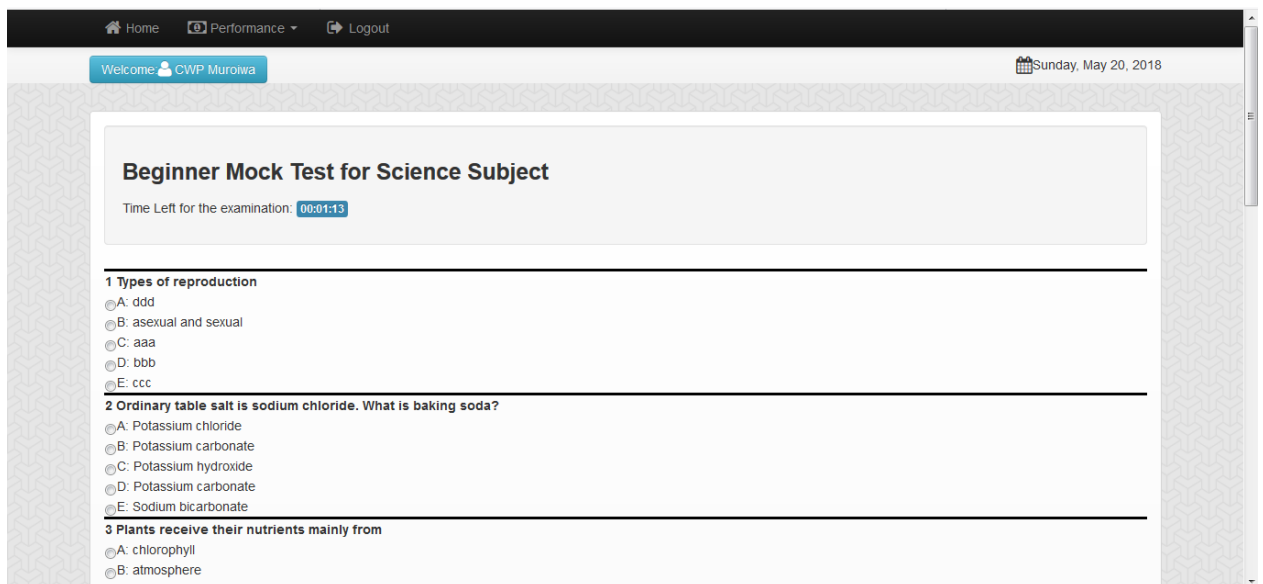 Home Performance Logout
Welcome: CWP Muroiwa Sunday, May 20, 2018
Beginner Mock Test for Science Subject
Time Left for the examination: 00:01:13
1 Types of reproduction
A: ddd
B: asexual and sexual
C: aaa
D: bbb
E: ccc
2 Ordinary table salt is sodium chloride. What is baking soda?
A: Potassium chloride
B: Potassium carbonate
C: Potassium hydroxide
D: Potassium carbonate
E: Sodium bicarbonate
3 Plants receive their nutrients mainly from
A: chlorophyll
B: atmosphere